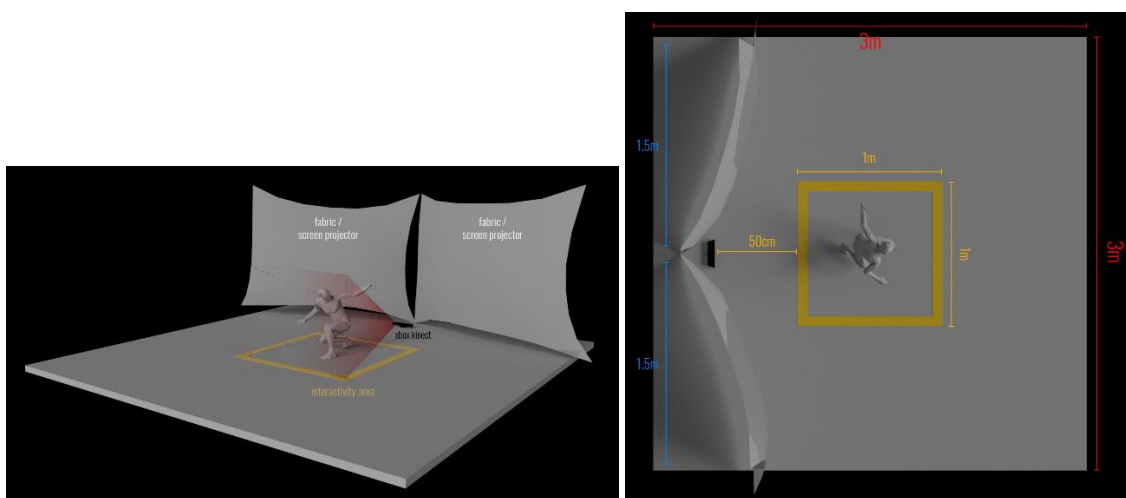 fabric /
screen projector
fabric /
screen projector
xbox kinect
interactivity area
3m
1.5m
1m
50cm
1m
3m
1.5m